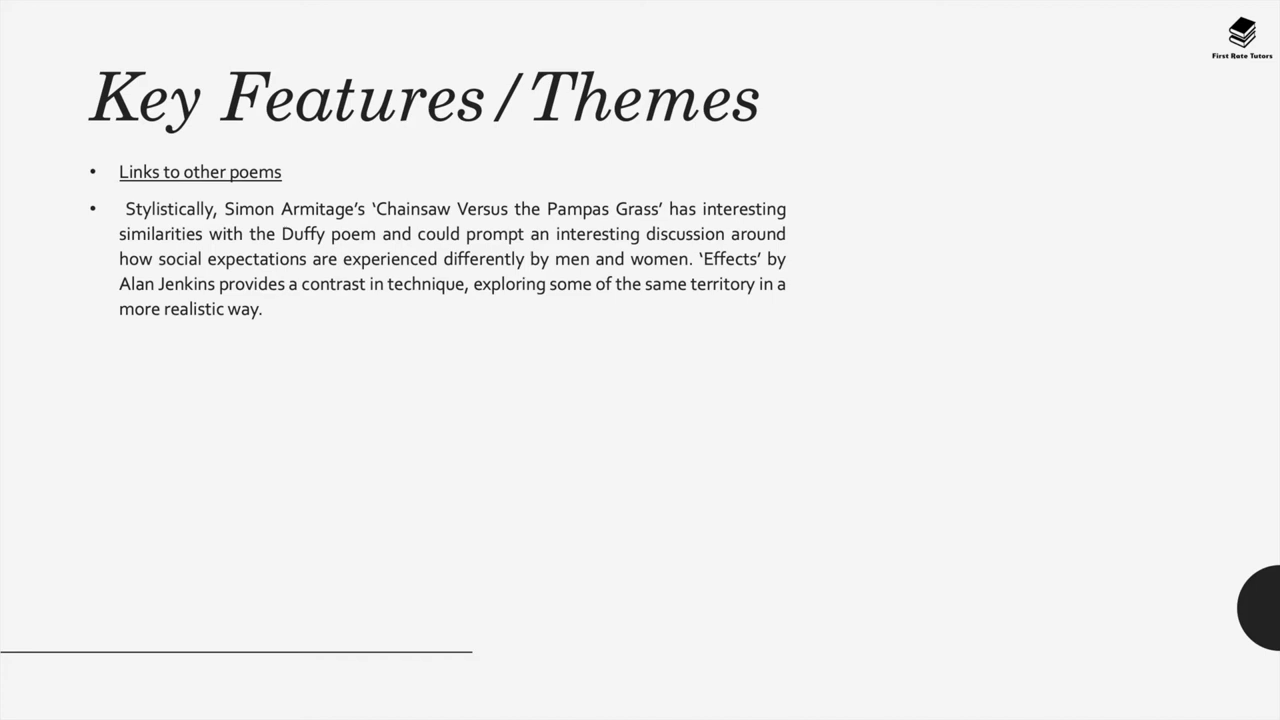 First Rate Tutors
Key Features/Themes
• Links to other poems
• Stylistically, Simon Armitage’s ‘Chainsaw Versus the Pampas Grass’ has interesting
similarities with the Duffy poem and could prompt an interesting discussion around
how social expectations are experienced differently by men and women. ‘Effects’ by
Alan Jenkins provides a contrast in technique, exploring some of the same territory in a
more realistic way.